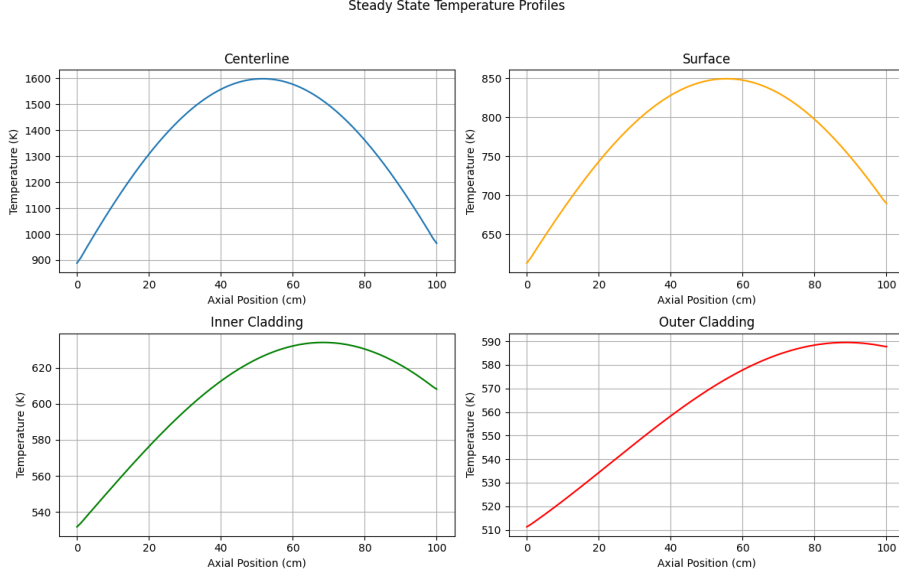 Steady State Temperature Profiles
Centerline
Temperature (K)
1600
1500
1400
1300
1200
1100
1000
900
0 20 40 60 80 100
Axial Position (cm)
Surface
Temperature (K)
850
800
750
700
650
0 20 40 60 80 100
Axial Position (cm)
Inner Cladding
Temperature (K)
620
600
580
560
540
0 20 40 60 80 100
Axial Position (cm)
Outer Cladding
Temperature (K)
590
580
570
560
550
540
530
520
510
0 20 40 60 80 100
Axial Position (cm)